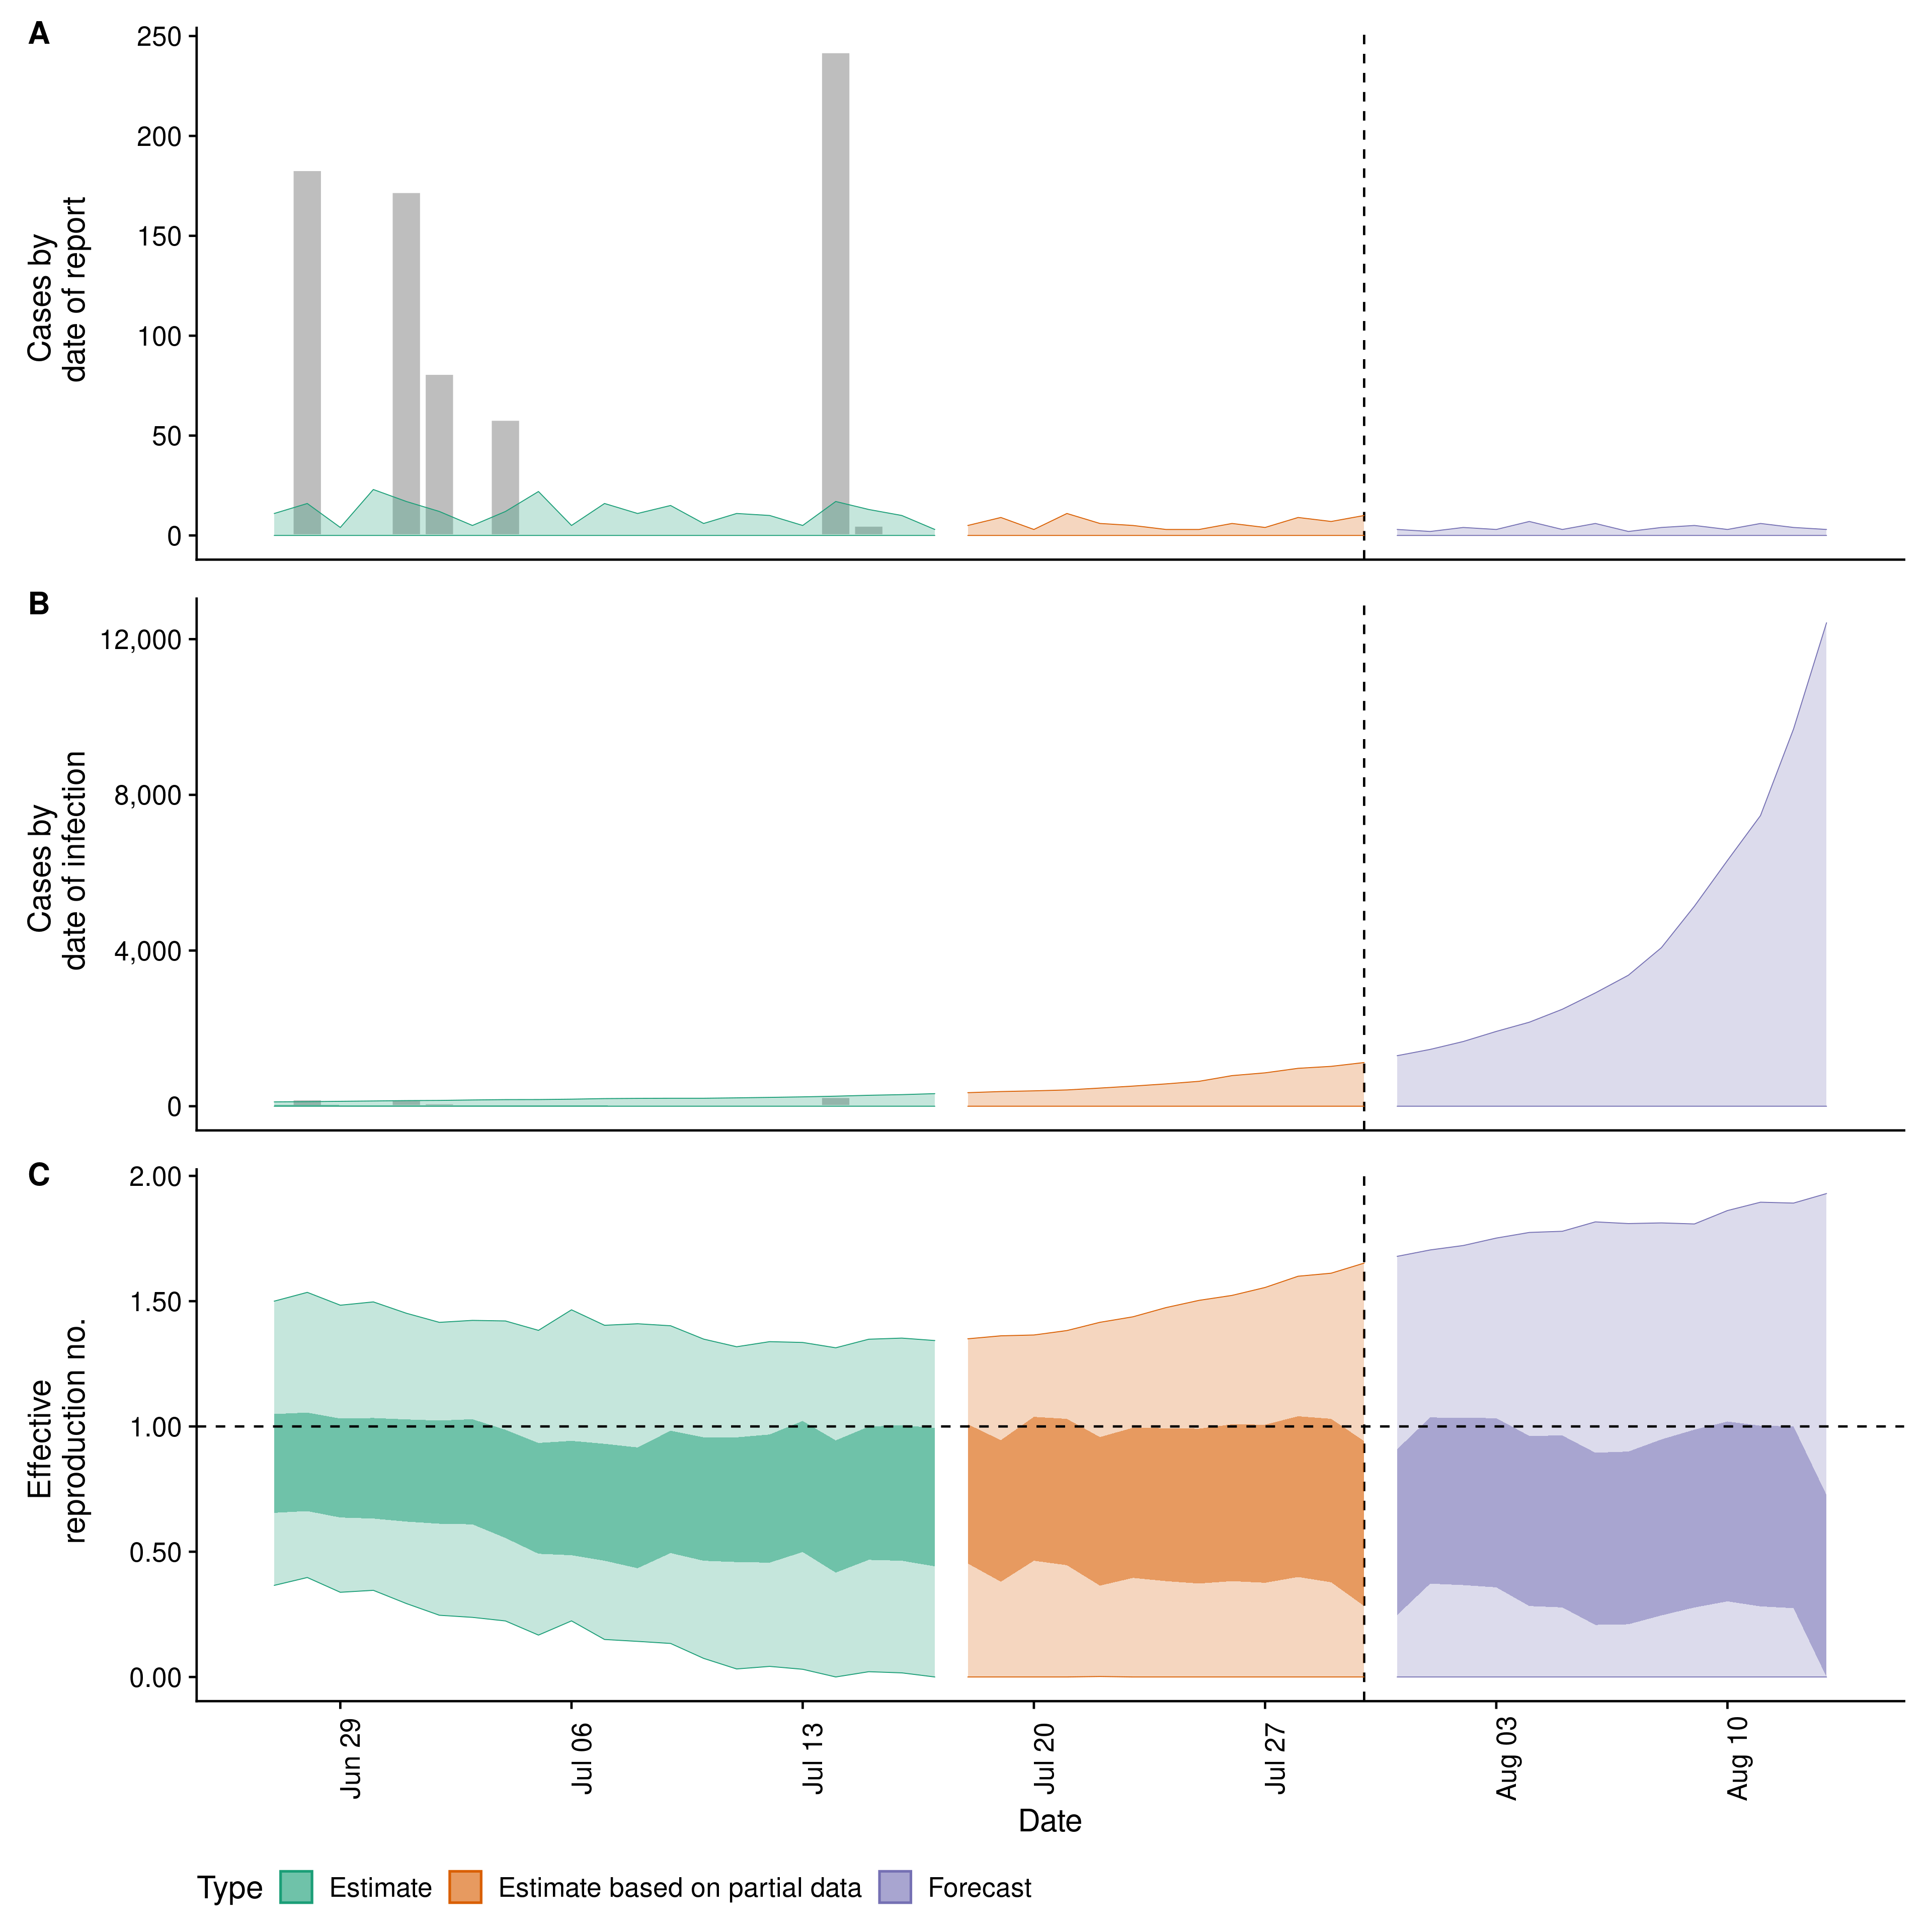 A
250
200
150
100
50
0
Cases by
date of report
B
12,000
8,000
4,000
0
Cases by
date of infection
C
2.00
1.50
1.00
0.50
0.00
Effective
reproduction no.
Jun 29
Jul 06
Jul 13
Jul 20
Jul 27
Aug 03
Aug 10
Date
Type Estimate Estimate based on partial data Forecast